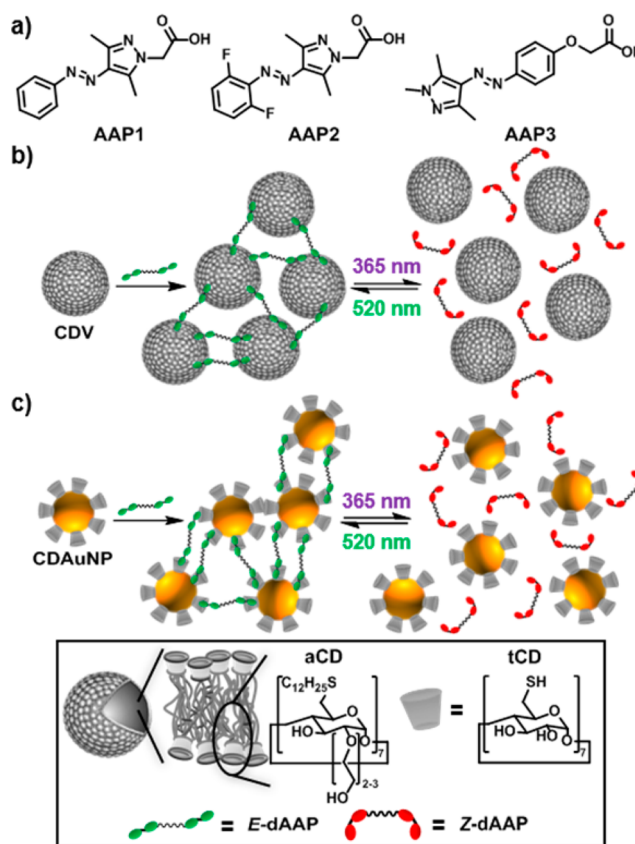 a)
N
N
O
OH
N
N
AAP1
F
N
N
O
OH
N
N
F
AAP2
O
O
OH
N
N
N
N
AAP3
b)
CDV
365 nm
520 nm
c)
CDAuNP
365 nm
520 nm
aCD
tCD
C12H25S
O
HO
O
O
7
2-3
HO
=
SH
O
HO
HO
O
7
= E-dAAP
= Z-dAAP